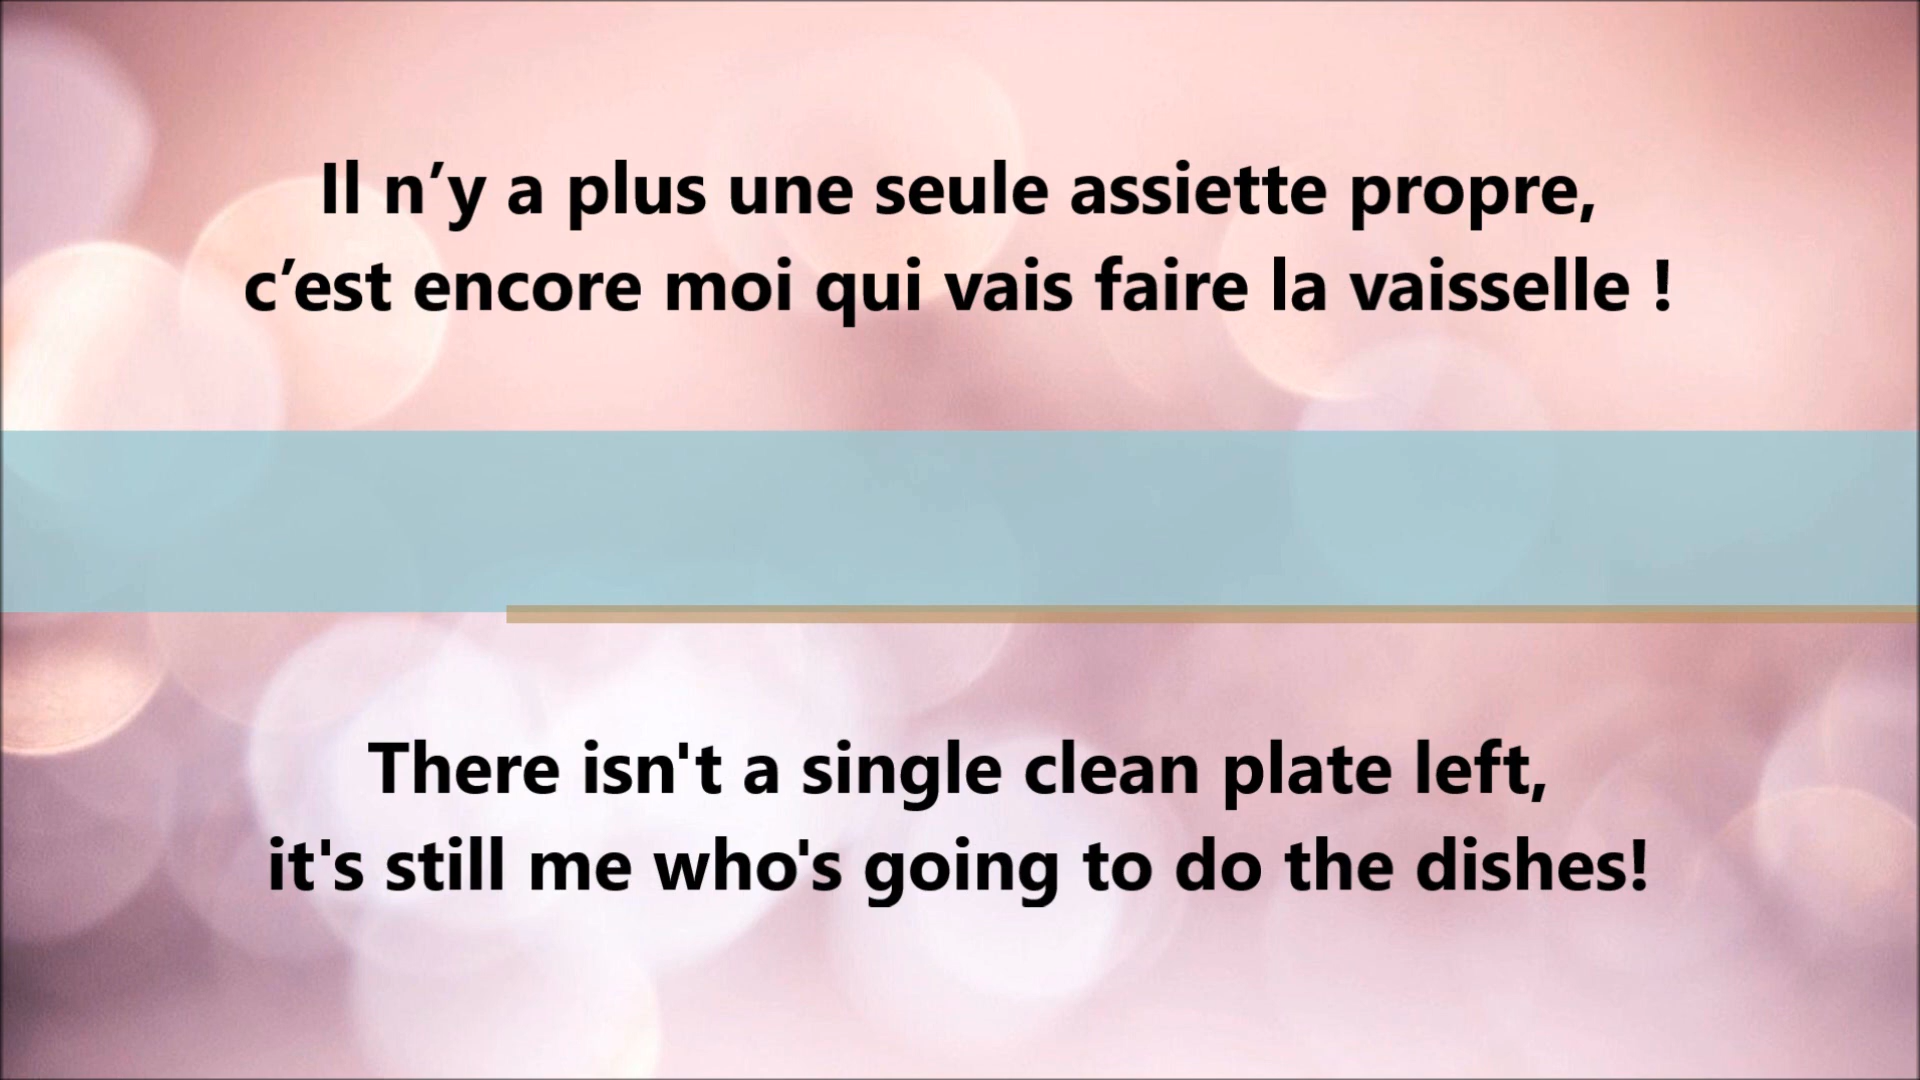 Il n’y a plus une seule assiette propre,
c’est encore moi qui vais faire la vaisselle !
There isn't a single clean plate left,
it's still me who's going to do the dishes!